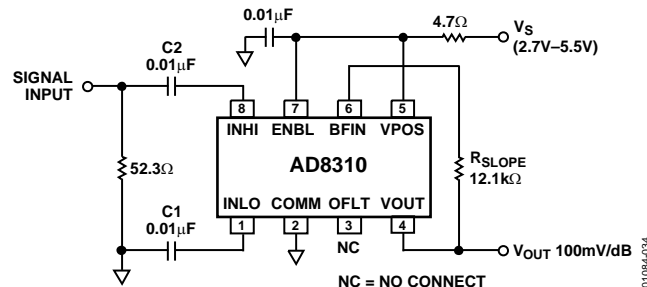 0.01µF
4.7Ω
VS
(2.7V–5.5V)
C2
0.01µF
SIGNAL
INPUT
8
7
6
5
INHI ENBL BFIN VPOS
AD8310
52.3Ω
RSLOPE
12.1kΩ
C1
0.01µF
INLO COMM OFLT VOUT
1
2
3
4
NC
VOUT 100mV/dB
NC = NO CONNECT
01084-034